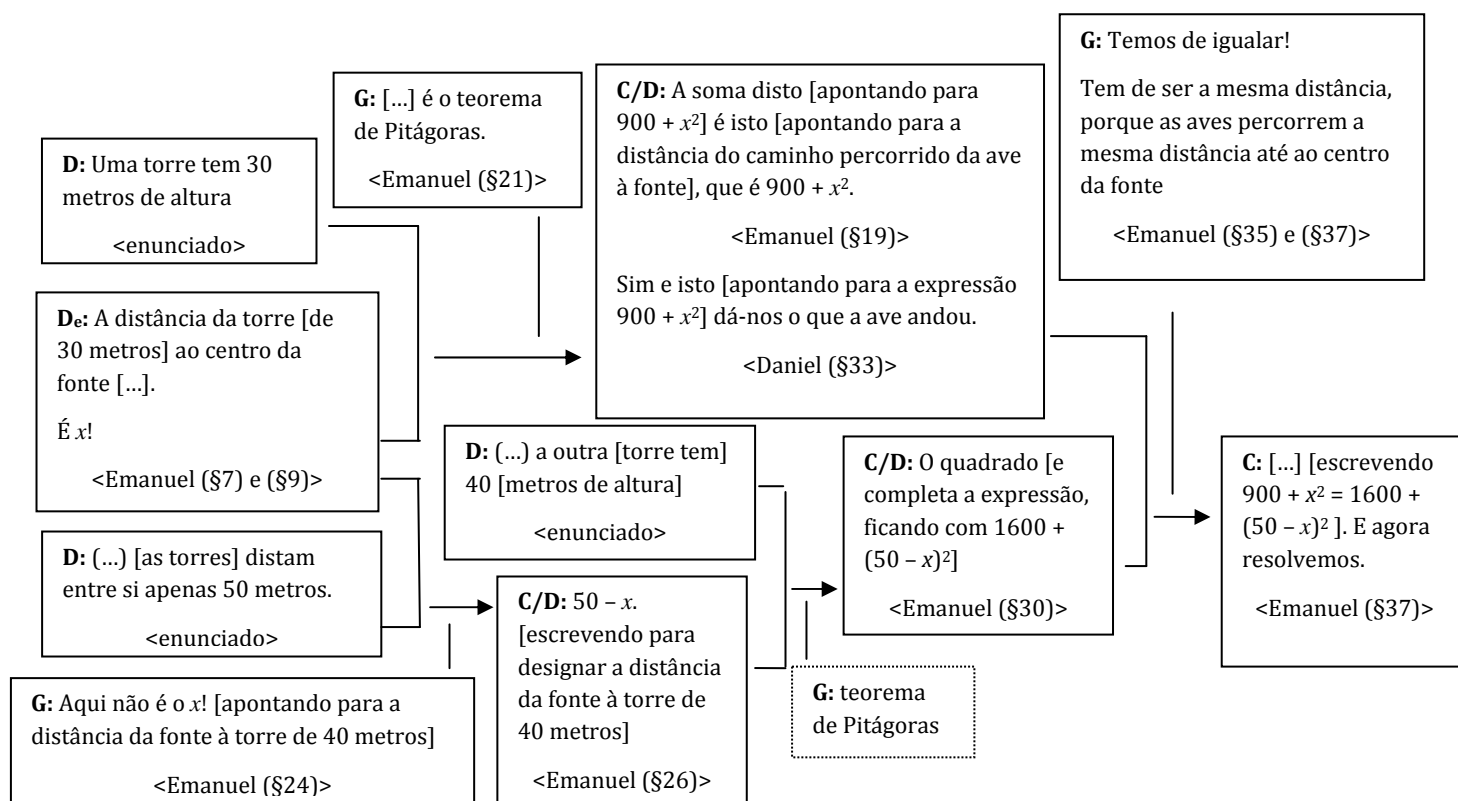 D: Uma torre tem 30
metros de altura
<enunciado>
G: […] é o teorema
de Pitágoras.
<Emanuel (§21)>
C/D: A soma disto [apontando para
900 + x²] é isto [apontando para a
distância do caminho percorrido da ave
à fonte], que é 900 + x².
<Emanuel (§19)>
Sim e isto [apontando para a expressão
900 + x²] dá-nos o que a ave andou.
<Daniel (§33)>
G: Temos de igualar!
Tem de ser a mesma distância,
porque as aves percorrem a
mesma distância até ao centro
da fonte
<Emanuel (§35) e (§37)>
Dₑ: A distância da torre [de
30 metros] ao centro da
fonte […].
É x!
<Emanuel (§7) e (§9)>
D: (…) [as torres] distam
entre si apenas 50 metros.
<enunciado>
G: Aqui não é o x! [apontando para a
distância da fonte à torre de 40 metros]
<Emanuel (§24)>
D: (…) a outra [torre tem]
40 [metros de altura]
<enunciado>
C/D: 50 – x.
[escrevendo para
designar a distância
da fonte à torre de
40 metros]
<Emanuel (§26)>
C/D: O quadrado [e
completa a expressão,
ficando com 1600 +
(50 – x)²]
<Emanuel (§30)>
G: teorema
de Pitágoras
C: […] [escrevendo
900 + x² = 1600 +
(50 – x)² ]. E agora
resolvemos.
<Emanuel (§37)>